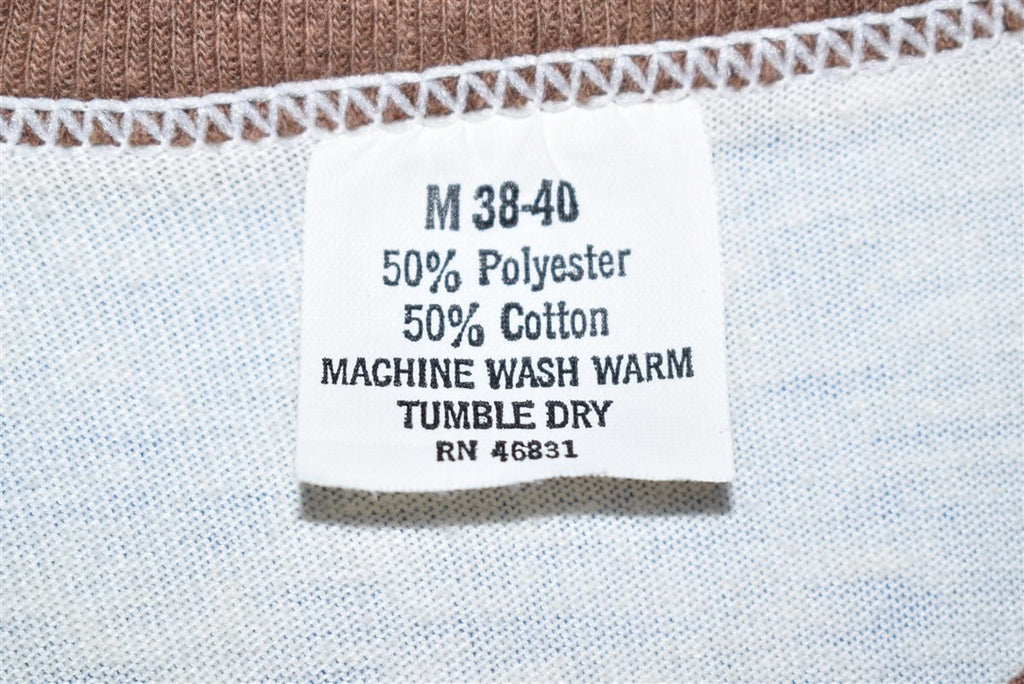 M 38-40
50% Polyester
50% Cotton
MACHINE WASH WARM
TUMBLE DRY
RN 46831